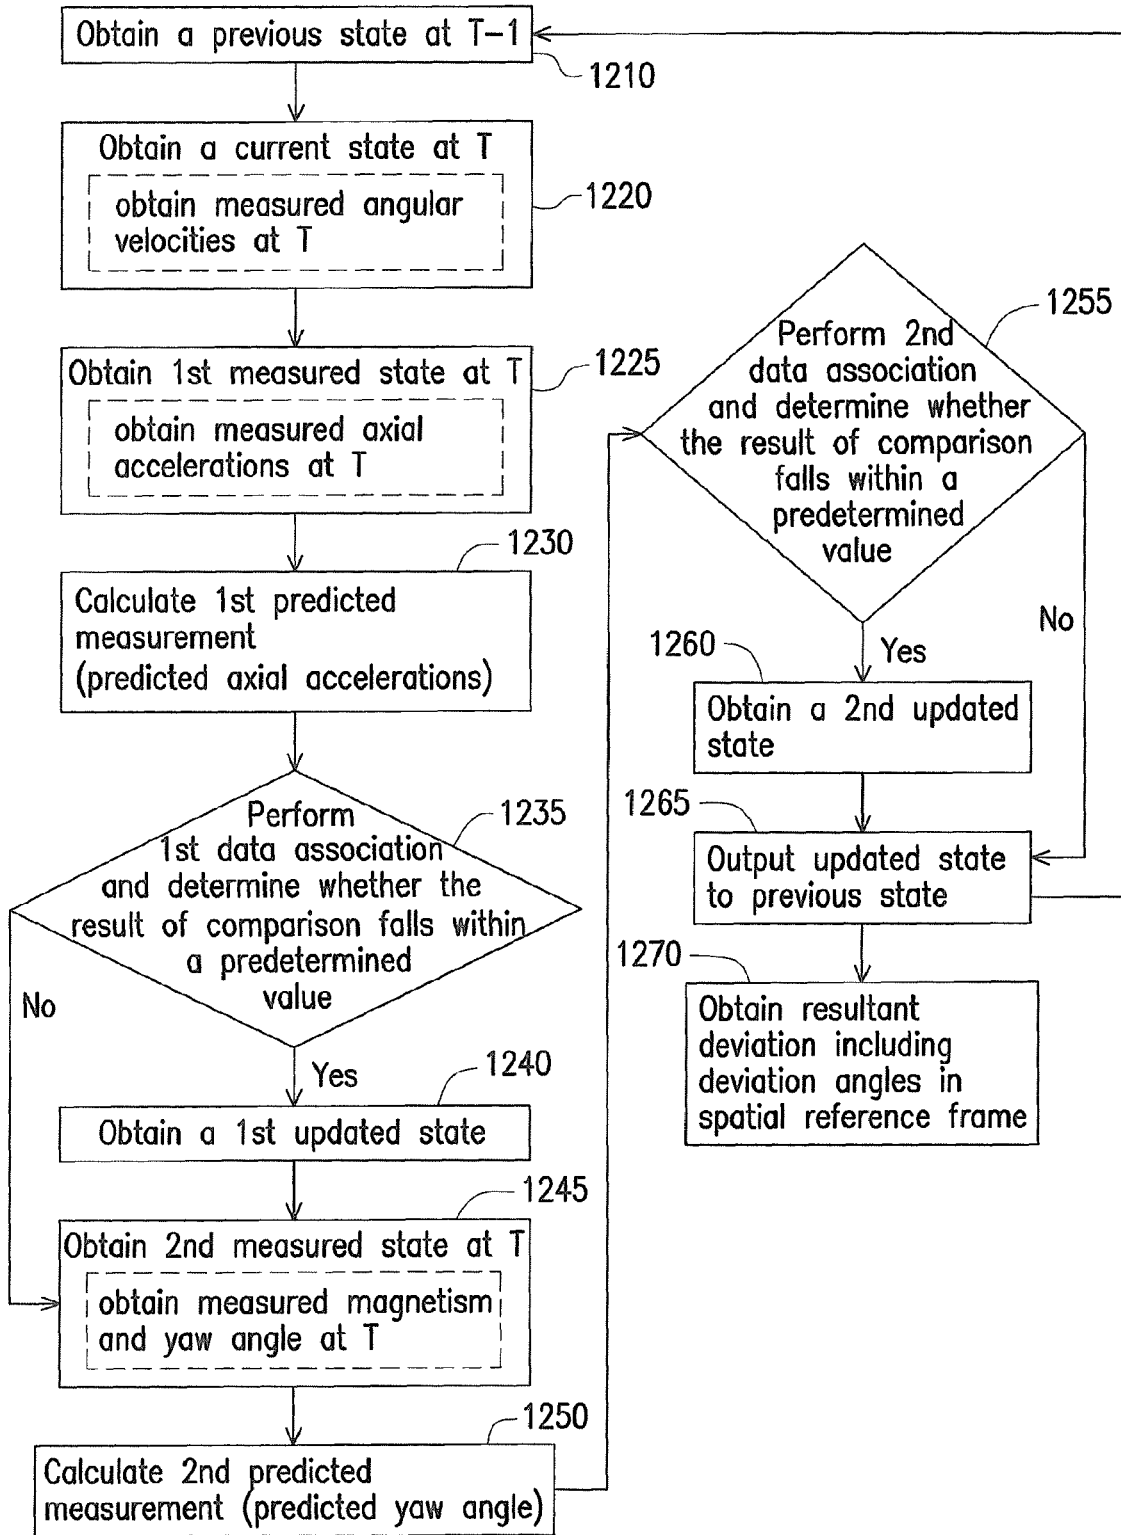 Obtain a previous state at T-1
1210
Obtain a current state at T
obtain measured angular
velocities at T
1220
Obtain 1st measured state at T
obtain measured axial
accelerations at T
1225
1230
Calculate 1st predicted
measurement
(predicted axial accelerations)
Perform
1st data association
and determine whether the
result of comparison falls within
a predetermined
value
1235
No
Yes
1240
Obtain a 1st updated state
1245
Obtain 2nd measured state at T
obtain measured magnetism
and yaw angle at T
1250
Calculate 2nd predicted
measurement (predicted yaw angle)
1255
Perform 2nd
data association
and determine whether
the result of comparison
falls within a
predetermined
value
No
Yes
1260
Obtain a 2nd updated
state
1265
Output updated state
to previous state
1270
Obtain resultant
deviation including
deviation angles in
spatial reference frame